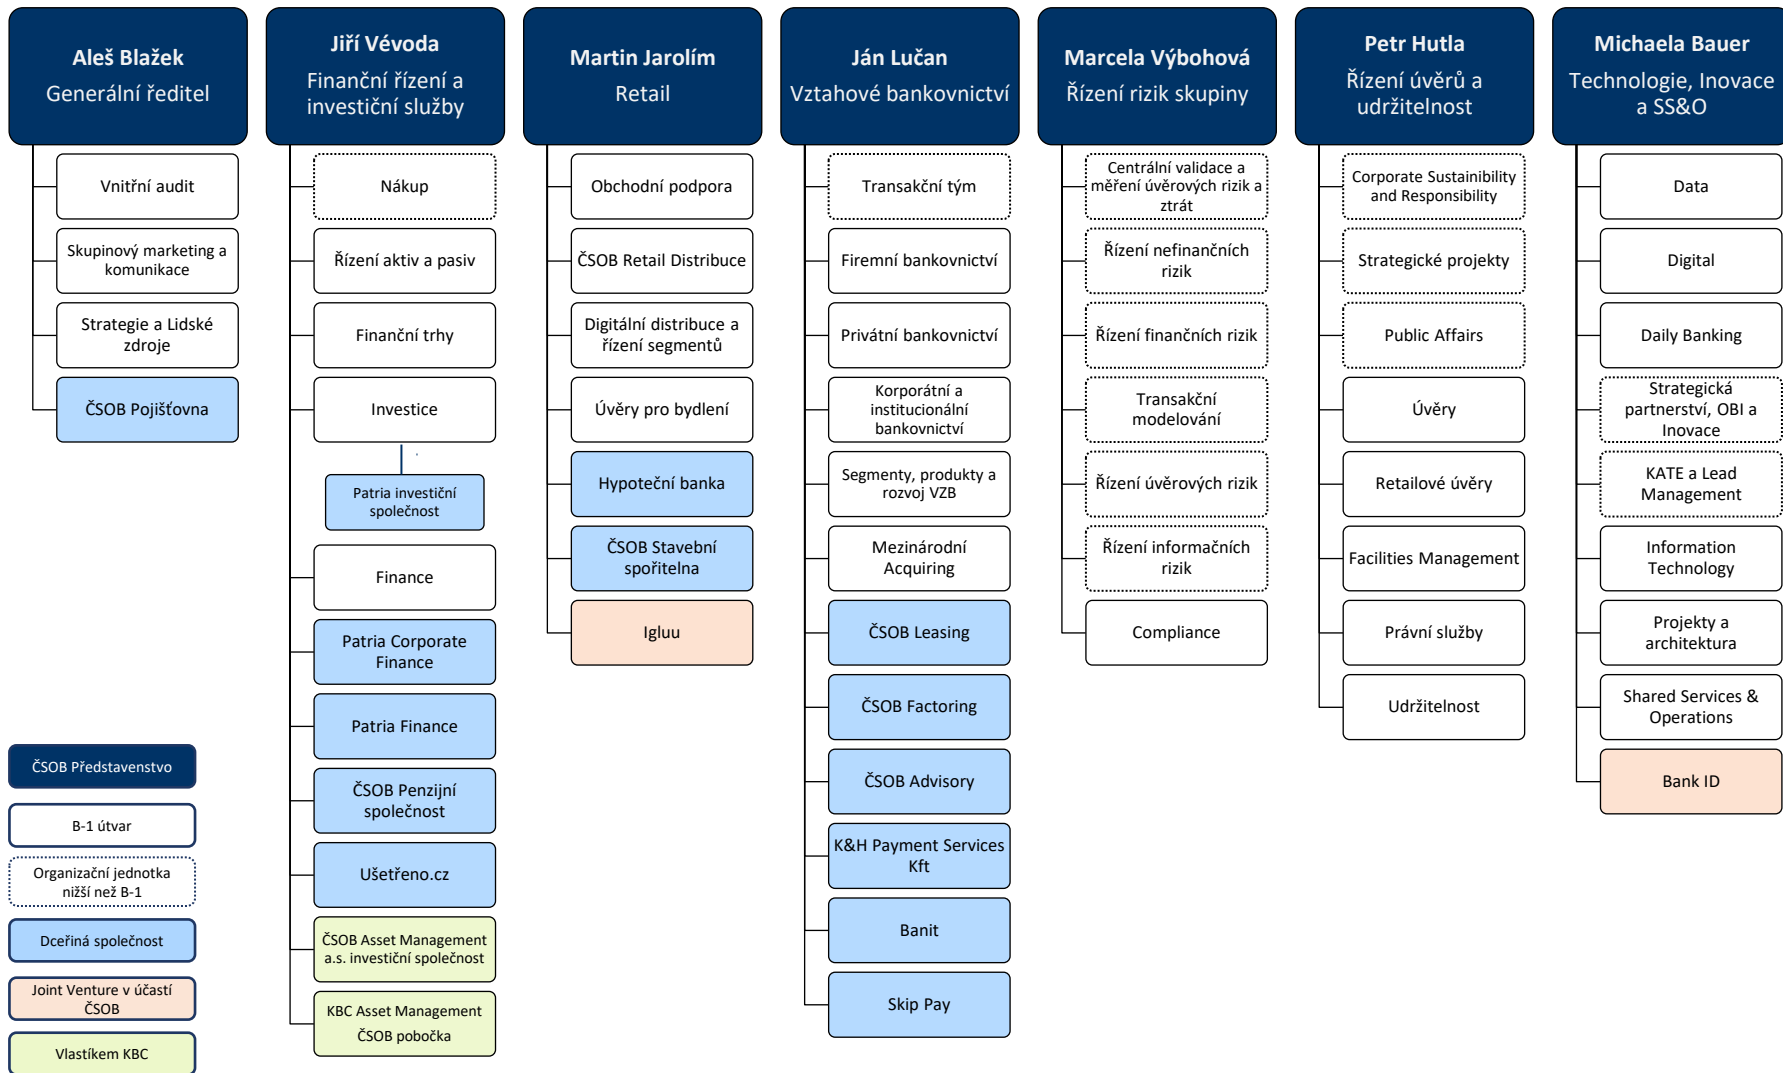 Aleš Blažek
Generální ředitel
Vnitřní audit
Skupinový marketing a
komunikace
Strategie a Lidské
zdroje
ČSOB Pojišťovna
Jiří Vévoda
Finanční řízení a
investiční služby
Nákup
Řízení aktiv a pasiv
Finanční trhy
Investice
Patria investiční
společnost
Finance
Patria Corporate
Finance
Patria Finance
ČSOB Penzijní
společnost
Ušetřeno.cz
ČSOB Asset Management
a.s. investiční společnost
KBC Asset Management
ČSOB pobočka
Martin Jarolím
Retail
Obchodní podpora
ČSOB Retail Distribuce
Digitální distribuce a
řízení segmentů
Úvěry pro bydlení
Hypoteční banka
ČSOB Stavební
spořitelna
Igluu
Ján Lučan
Vztahové bankovnictví
Transakční tým
Firemní bankovnictví
Privátní bankovnictví
Korporátní a
institucionální
bankovnictví
Segmenty, produkty a
rozvoj VZB
Mezinárodní
Acquiring
ČSOB Leasing
ČSOB Factoring
ČSOB Advisory
K&H Payment Services
Kft
Banit
Skip Pay
Marcela Výbohová
Řízení rizik skupiny
Centrální validace a
měření úvěrových rizik a
ztrát
Řízení nefinančních
rizik
Řízení finančních rizik
Transakční
modelování
Řízení úvěrových rizik
Řízení informačních
rizik
Compliance
Petr Hutla
Řízení úvěrů a
udržitelnost
Corporate Sustainibility
and Responsibility
Strategické projekty
Public Affairs
Úvěry
Retailové úvěry
Facilities Management
Právní služby
Udržitelnost
Michaela Bauer
Technologie, Inovace
a SS&O
Data
Digital
Daily Banking
Strategická
partnerství, OBI a
Inovace
KATE a Lead
Management
Information
Technology
Projekty a
architektura
Shared Services &
Operations
Bank ID
ČSOB Představenstvo
B-1 útvar
Organizační jednotka
nižší než B-1
Dceřiná společnost
Joint Venture v účastí
ČSOB
Vlastíkem KBC